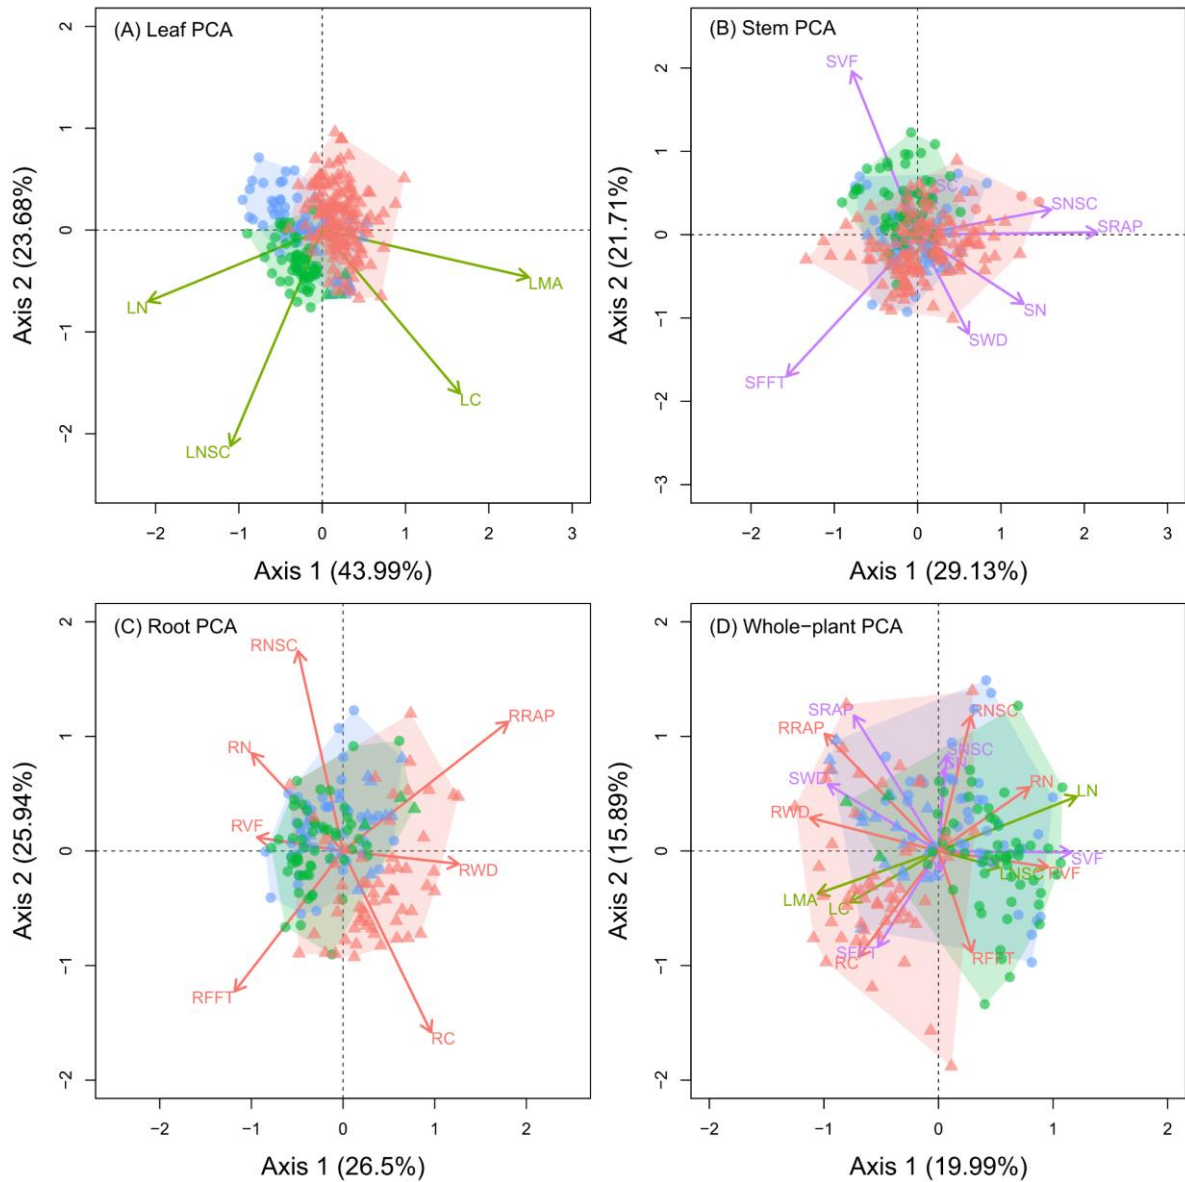 (A) Leaf PCA
2
1
0
−1
−2
Axis 2 (23.68%)
LN
LMA
LC
LNSC
−2 −1 0 1 2 3
Axis 1 (43.99%)
(B) Stem PCA
2
1
0
−1
−2
−3
Axis 2 (21.71%)
SVF
SC
SNSC
SRAP
SN
SWD
SFFT
−2 −1 0 1 2 3
Axis 1 (29.13%)
(C) Root PCA
2
1
0
−1
−2
Axis 2 (25.94%)
RNSC
RRAP
RN
RVF
RWD
RFFT
RC
−2 −1 0 1 2
Axis 1 (26.5%)
(D) Whole−plant PCA
2
1
0
−1
−2
Axis 2 (15.89%)
SRAP
RNSC
RRAP
SNSC
SN
SWD
RN
LN
RWD
SVF
LNSC
RVF
LMA
LC
SFFT
RC
RFFT
−2 −1 0 1 2
Axis 1 (19.99%)